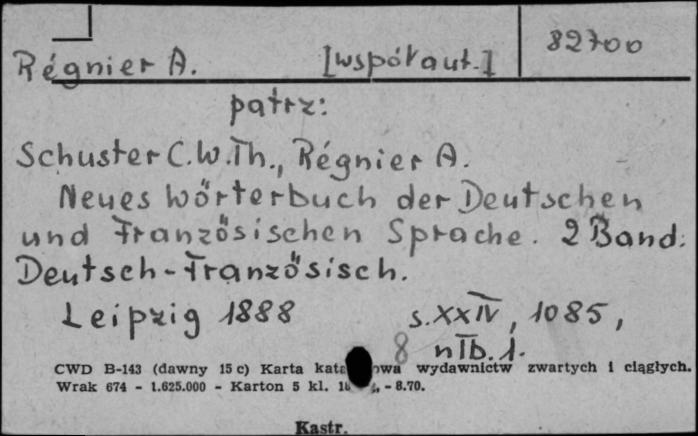 82700
Régnier A. [współaut.]
patrz:
Schuster C.W.Th., Régnier A.
Neues Wörterbuch der Deutschen
und Französischen Sprache. 2 Band:
Deutsch-Französisch.
Leipzig 1888 s. XXIV, 1085,
8 nlb. 1.
CWD B-143 (dawny 15 c) Karta wydawnictw zwartych i ciągłych.
Wrak 674 - 1.625.000 - Karton 5 kl. - 8.70.
Kastr.